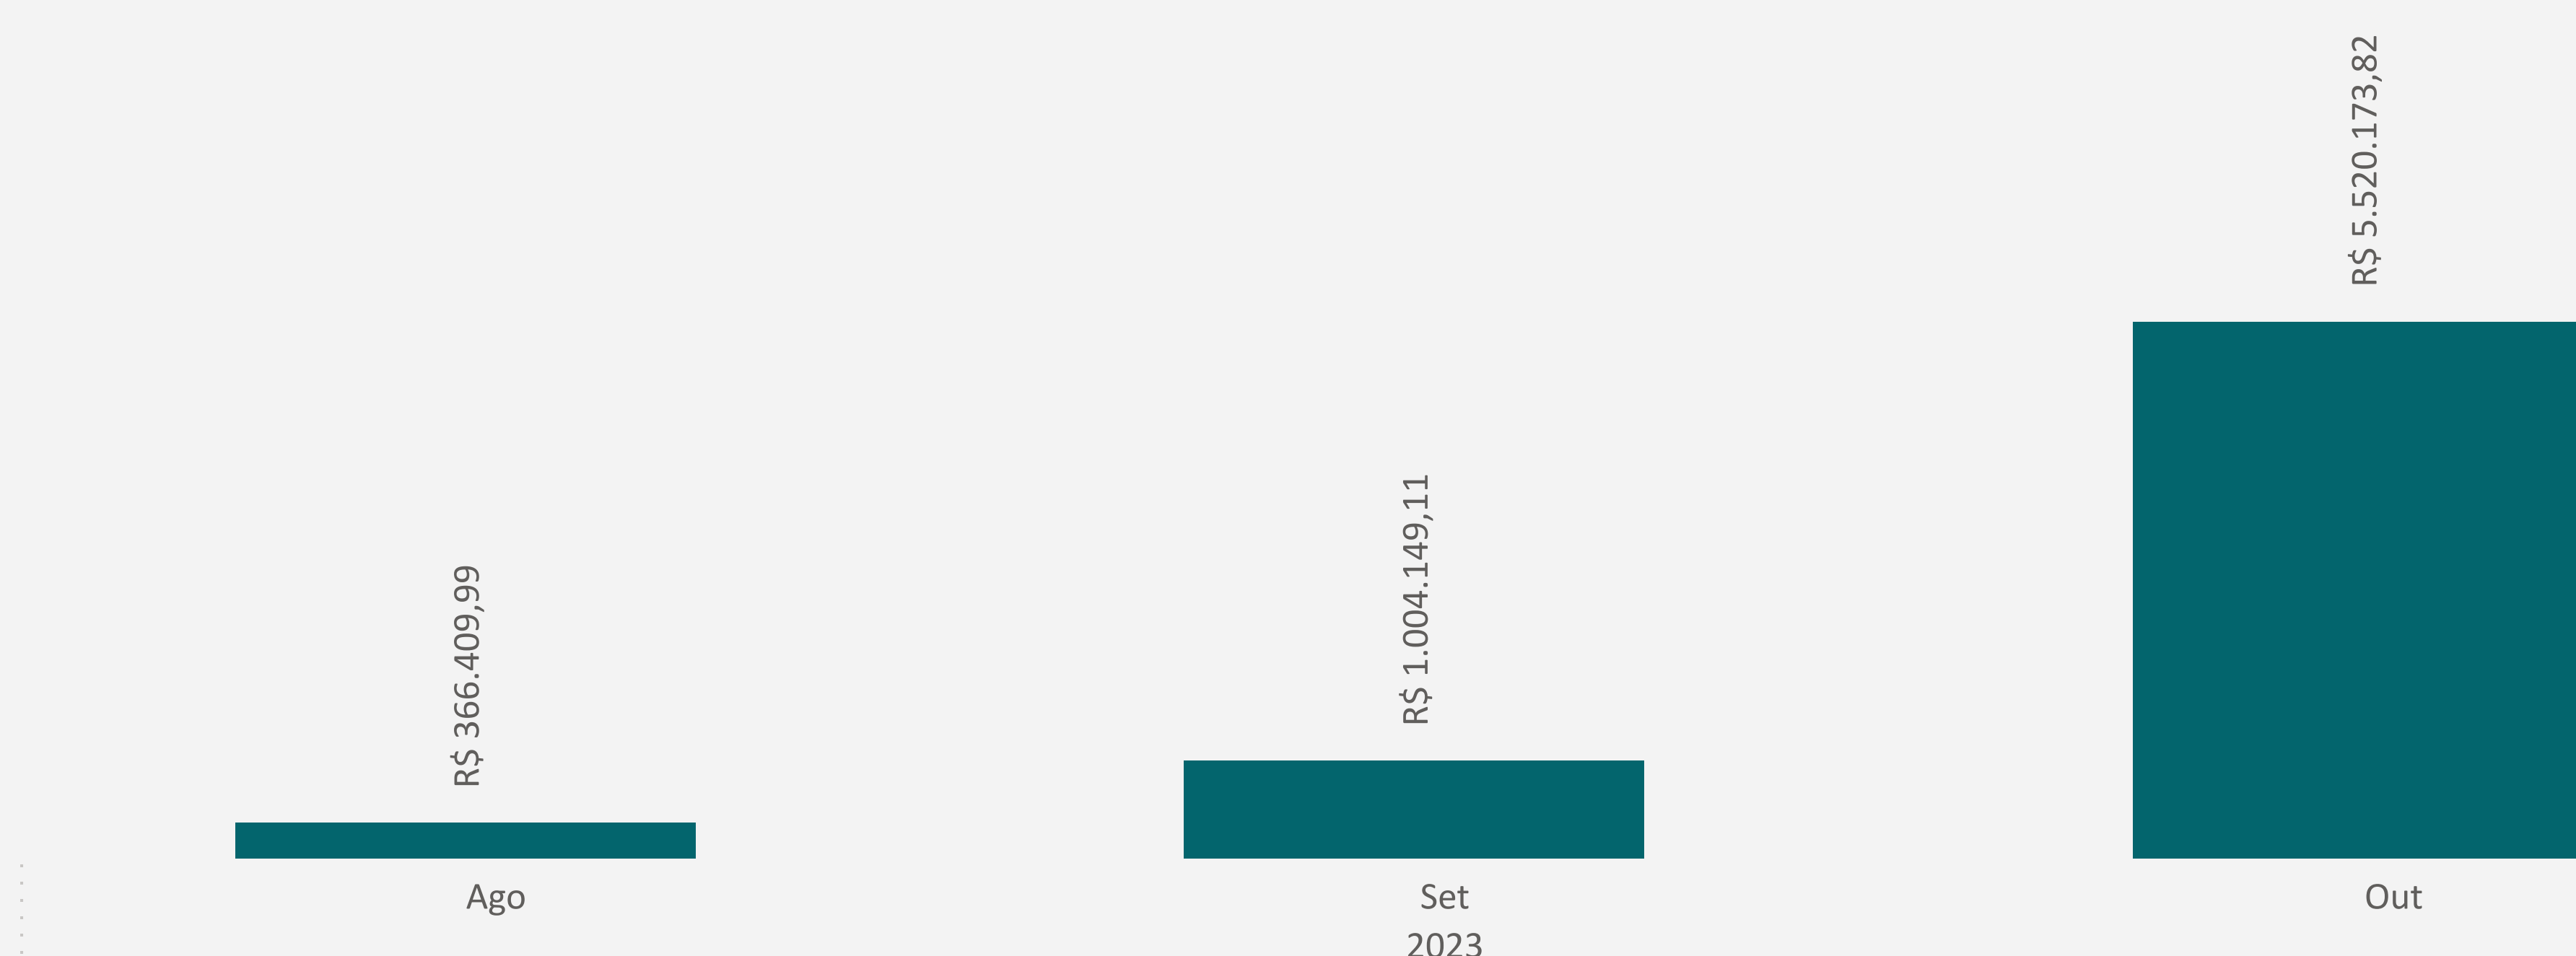 R$ 366.409,99
R$ 1.004.149,11
R$ 5.520.173,82
Ago
Set
Out
2023